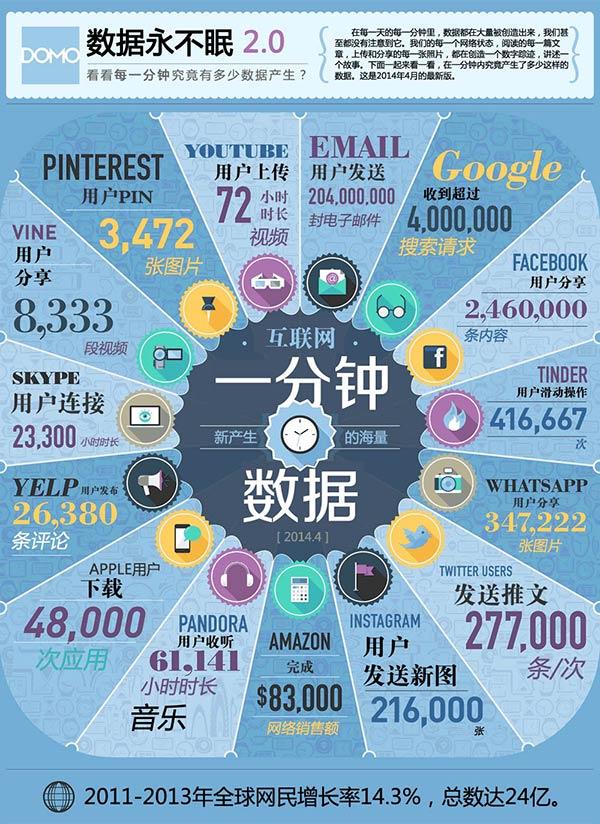 DOMO
数据永不眠 2.0
看看每一分钟究竟有多少数据产生？
在每一天的每一分钟里，数据都在大量被创造出来，我们甚
至都没有注意到它。我们的每一个网络状态，阅读的每一篇文
章，上传和分享的每一张照片，都在创造一个数字踪迹，讲述一
个故事。下面一起来看一看，在一分钟内究竟产生了多少这样的
数据。这是2014年4月的最新版。
PINTEREST
用户PIN
3,472
张图片
YOUTUBE
用户上传
72 小时
时长
视频
EMAIL
用户发送
204,000,000
封电子邮件
Google
收到超过
4,000,000
搜索请求
FACEBOOK
用户分享
2,460,000
条内容
TINDER
用户滑动操作
416,667
次
WHATSAPP
用户分享
347,222
张图片
TWITTER USERS
发送推文
277,000
条/次
INSTAGRAM
用户
发送新图
216,000
张
AMAZON
完成
$83,000
网络销售额
PANDORA
用户收听
61,141
小时时长
音乐
APPLE用户
下载
48,000
次应用
YELP 用户发布
26,380
条评论
SKYPE
用户连接
23,300 小时时长
VINE
用户
分享
8,333
段视频
· 互联网 ·
一分钟
新产生 的海量
数据
[ 2014.4 ]
2011-2013年全球网民增长率14.3%，总数达24亿。